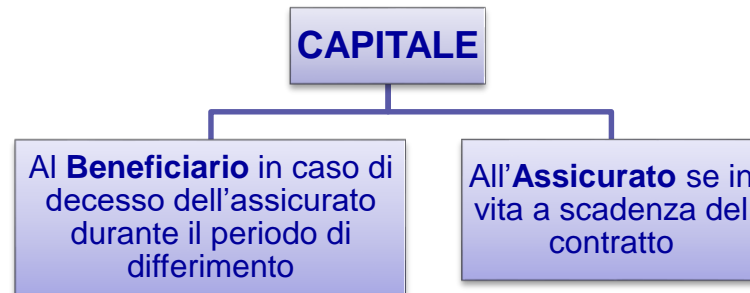 CAPITALE
Al Beneficiario in caso di
decesso dell'assicurato
durante il periodo di
differimento
All'Assicurato se in
vita a scadenza del
contratto